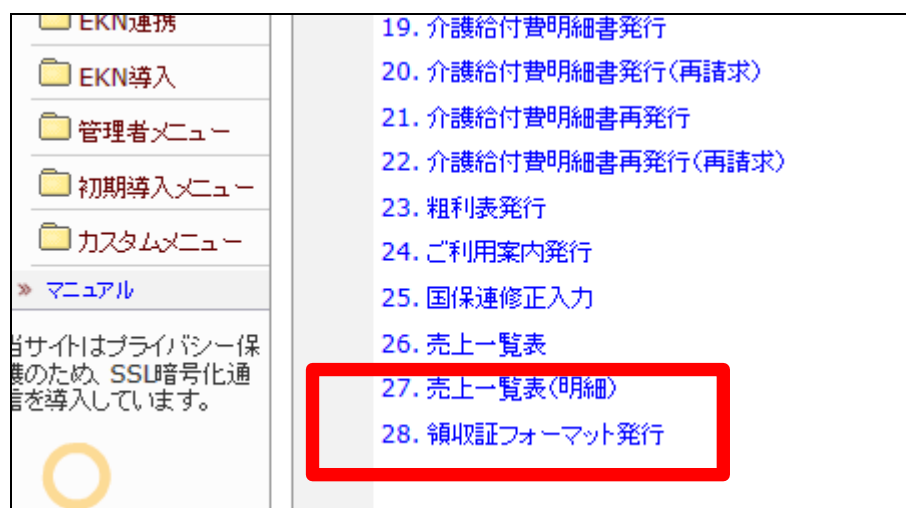 EKN連携
EKN導入
管理者メニュー
初期導入メニュー
カスタムメニュー
» マニュアル
当サイトはプライバシー保
護のため、SSL暗号化通
信を導入しています。
19. 介護給付費明細書発行
20. 介護給付費明細書発行(再請求)
21. 介護給付費明細書再発行
22. 介護給付費明細書再発行(再請求)
23. 粗利表発行
24. ご利用案内発行
25. 国保連修正入力
26. 売上一覧表
27. 売上一覧表(明細)
28. 領収証フォーマット発行